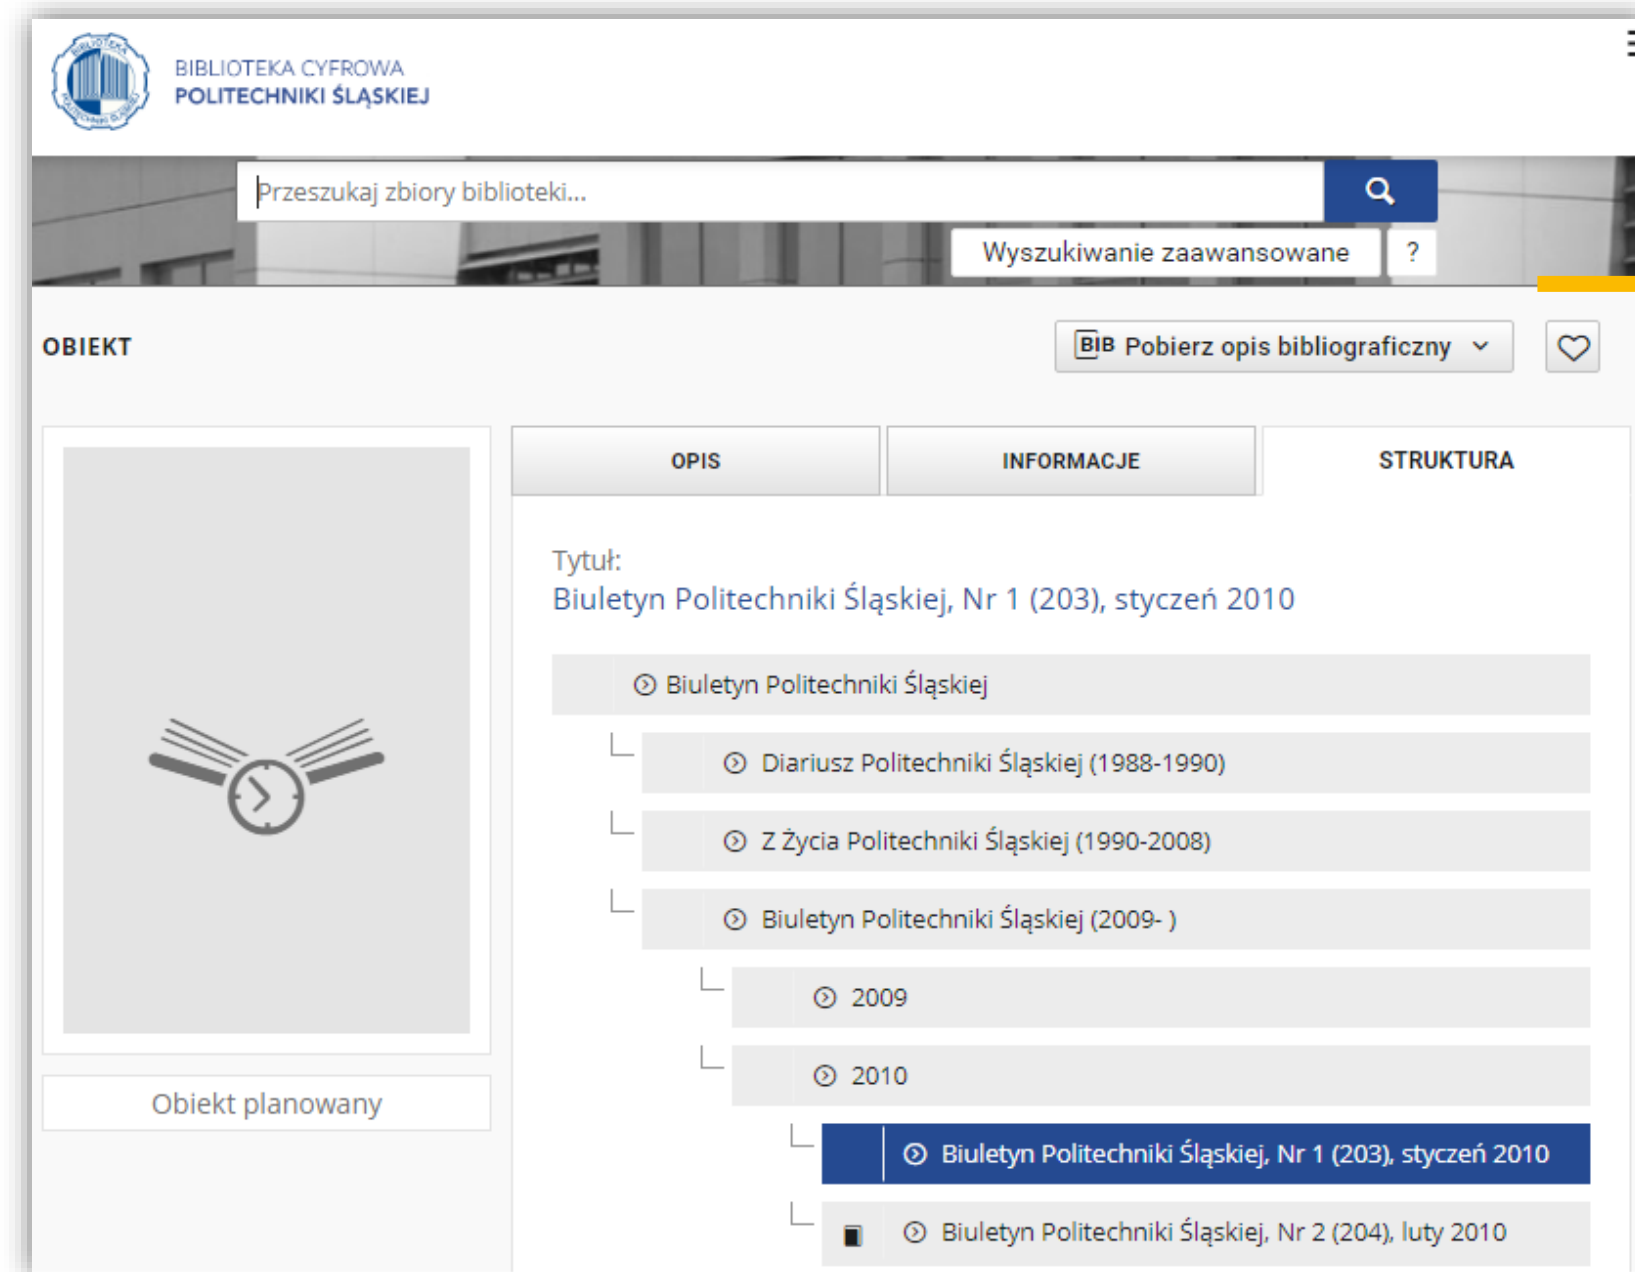 BIBLIOTEKA CYFROWA
POLITECHNIKI ŚLĄSKIEJ
Przeszukaj zbiory biblioteki...
Wyszukiwanie zaawansowane ?
OBIEKT
BIB Pobierz opis bibliograficzny
OPIS INFORMACJE STRUKTURA
Tytuł:
Biuletyn Politechniki Śląskiej, Nr 1 (203), styczeń 2010
Biuletyn Politechniki Śląskiej
Diariusz Politechniki Śląskiej (1988-1990)
Z Życia Politechniki Śląskiej (1990-2008)
Biuletyn Politechniki Śląskiej (2009- )
2009
2010
Obiekt planowany
Biuletyn Politechniki Śląskiej, Nr 1 (203), styczeń 2010
Biuletyn Politechniki Śląskiej, Nr 2 (204), luty 2010